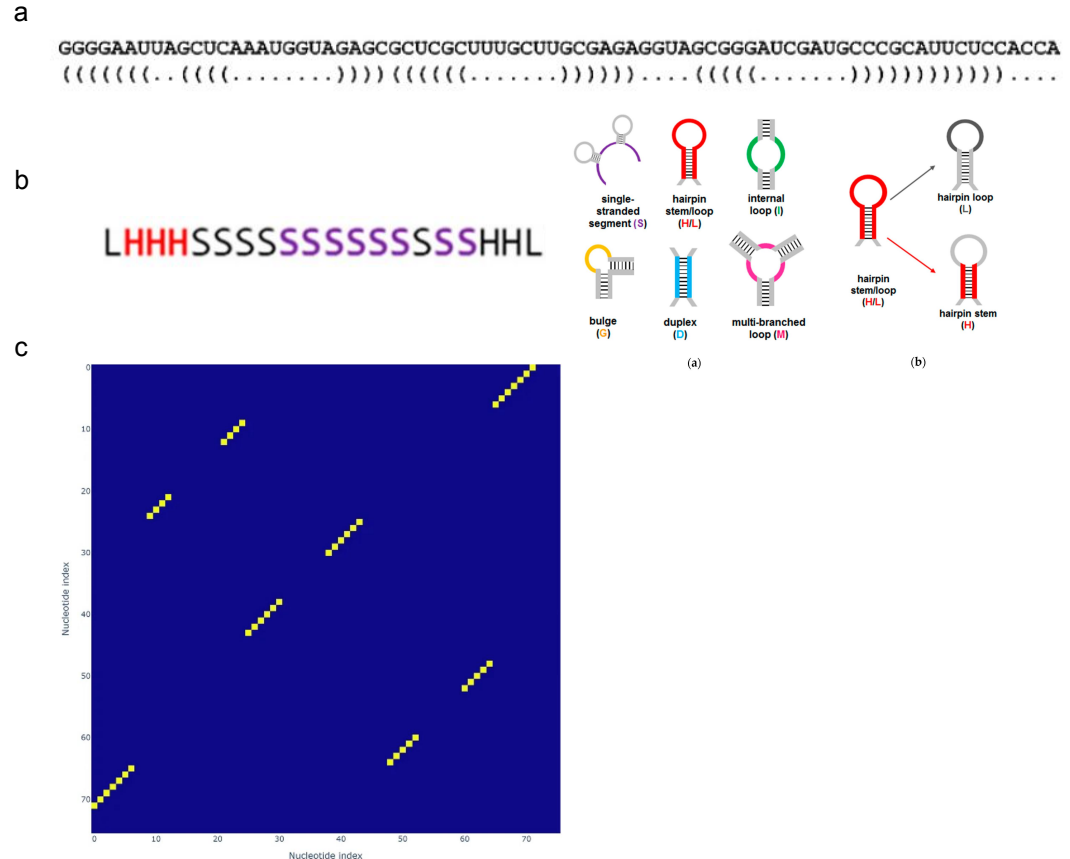 a
GGGGAAUUAGCUCAAAUGGUAGAGCGCUCGCUUUGCUUGCGAGAGGUAGCGGGAUCGAUGCCCGCAUUCUCCACCA
(((((((..((((........))))((((((.......))))))....(((((.......))))))))))))....
b
LHHHSSSSSSSSSSSSSHHL
single-stranded
segment (S)
hairpin
stem/loop
(H/L)
internal
loop (I)
bulge
(G)
duplex
(D)
multi-branched
loop (M)
(a)
hairpin
stem/loop
(H/L)
hairpin loop
(L)
hairpin stem
(H)
(b)
c
Nucleotide index
0
10
20
30
40
50
60
70
0
10
20
30
40
50
60
70
Nucleotide index